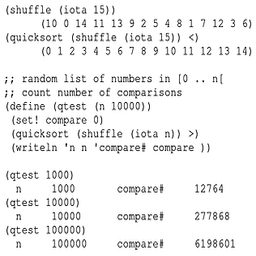 (shuffle (iota 15))
(10 0 14 11 13 9 2 5 4 8 1 7 12 3 6)
(quicksort (shuffle (iota 15)) <)
(0 1 2 3 4 5 6 7 8 9 10 11 12 13 14)
;; random list of numbers in [0 .. n[
;; count number of comparisons
(define (qtest (n 10000))
(set! compare 0)
(quicksort (shuffle (iota n)) >)
(writeln 'n n 'compare# compare ))
(qtest 1000)
n 1000 compare# 12764
(qtest 10000)
n 10000 compare# 277868
(qtest 100000)
n 100000 compare# 6198601